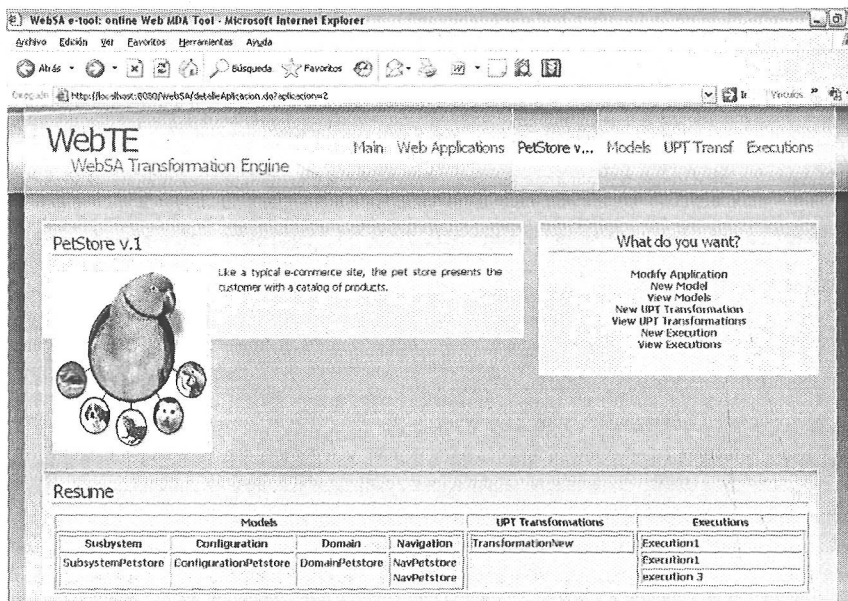 WebSA e-tool: online Web MDA Tool - Microsoft Internet Explorer
Archivo Edición Ver Favoritos Herramientas Ayuda
Atrás Búsqueda Favoritos
http://localhost:8080/webSA/detalleAplicacion.do?aplicacion=2 Ir Vínculos »
WebTE
WebSA Transformation Engine
Main Web Applications PetStore v... Models UPT Transf Executions
PetStore v.1
Like a typical e-commerce site, the pet store presents the
customer with a catalog of products.
What do you want?
Modify Application
New Model
View Models
New UPT Transformation
View UPT Transformations
New Execution
View Executions
Resume
Models UPT Transformations Executions
Susbystem Configuration Domain Navigation TransformationNew Execution1
SubsystemPetstore ConfigurationPetstore DomainPetstore NavPetstore Execution1
NavPetstore execution 3